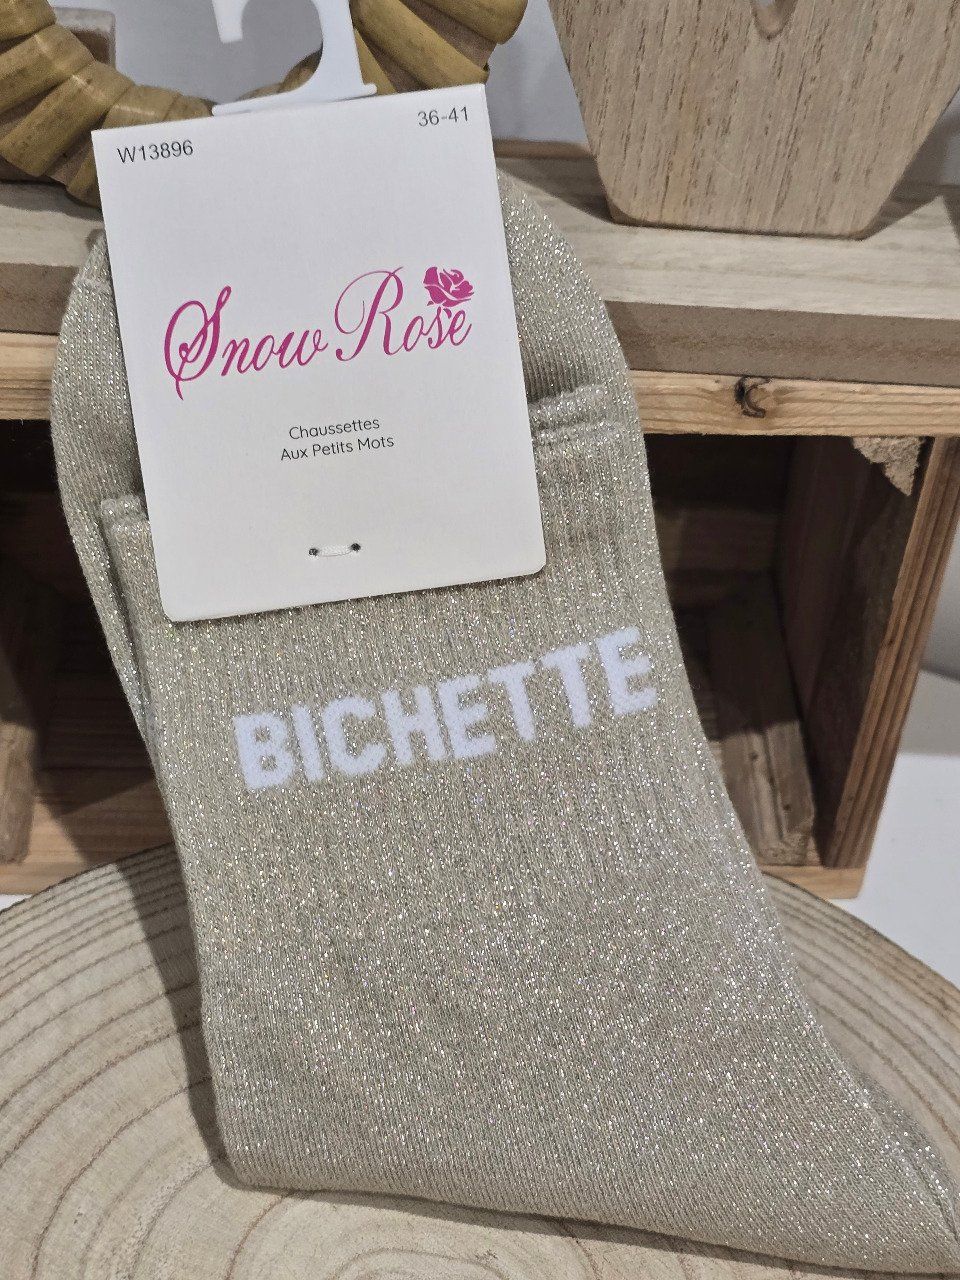 W13896
36-41
Snow Rose
Chaussettes
Aux Petits Mots
BICHETTE